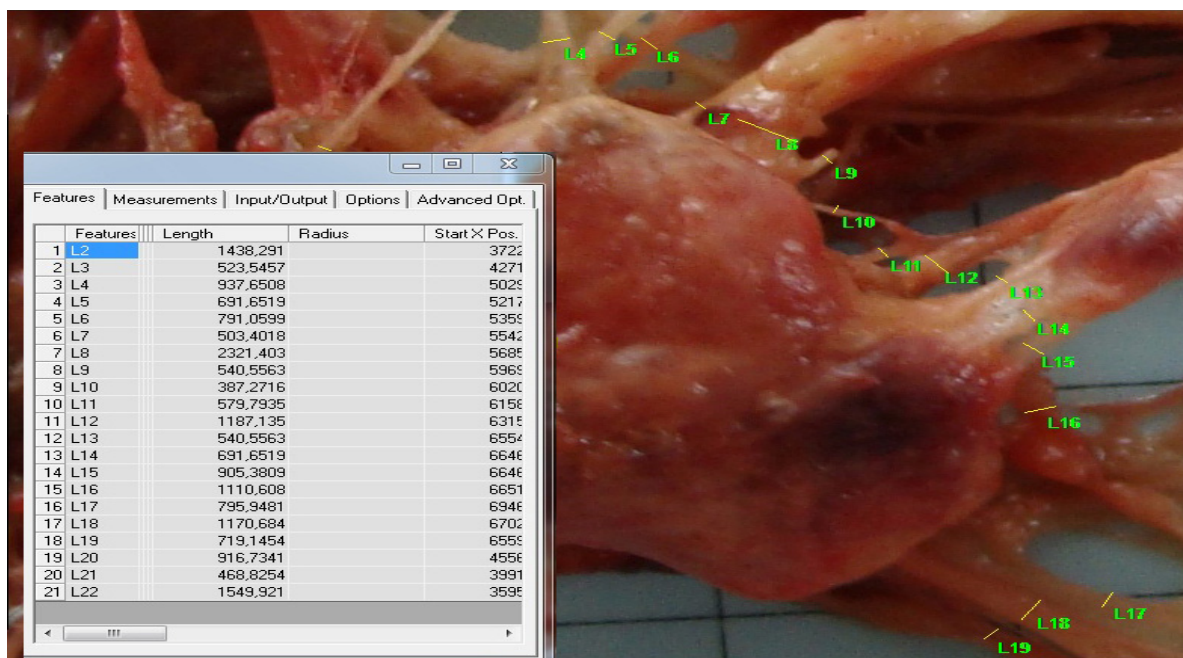 L4 L5 L6
L7
L8
L9
L10
L11
L12
L13
L14
L15
L16
L17
L18
L19
Features Measurements Input/Output Options Advanced Opt.
Features Length Radius Start X Pos.
1 L2 1438,291 3722
2 L3 523,5457 4271
3 L4 937,6508 5029
4 L5 691,6519 5217
5 L6 791,0599 5359
6 L7 503,4018 5542
7 L8 2321,403 5685
8 L9 540,5563 5969
9 L10 387,2716 6020
10 L11 579,7935 6158
11 L12 1187,135 6315
12 L13 540,5563 6554
13 L14 691,6519 6646
14 L15 905,3809 6646
15 L16 1110,608 6651
16 L17 795,9481 6946
17 L18 1170,684 6702
18 L19 719,1454 6559
19 L20 916,7341 4556
20 L21 468,8254 3991
21 L22 1549,921 3595